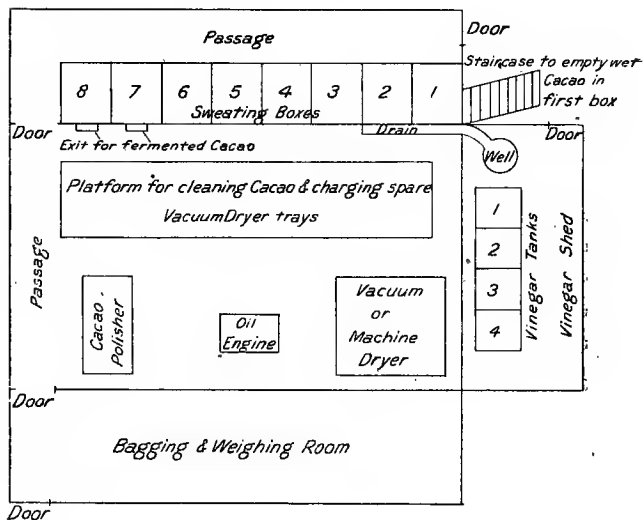 Door
Passage
Staircase to empty wet
Cacao in
first box
8 7 6 5 4 3 2 1
Sweating Boxes
Door
Drain
Door
Exit for fermented Cacao
Well
Platform for cleaning Cacao & charging spare
Vacuum Dryer trays
Passage
1
2
3
4
Vinegar Tanks
Vinegar Shed
Cacao
Polisher
Oil
Engine
Vacuum
or
Machine
Dryer
Door
Bagging & Weighing Room
Door